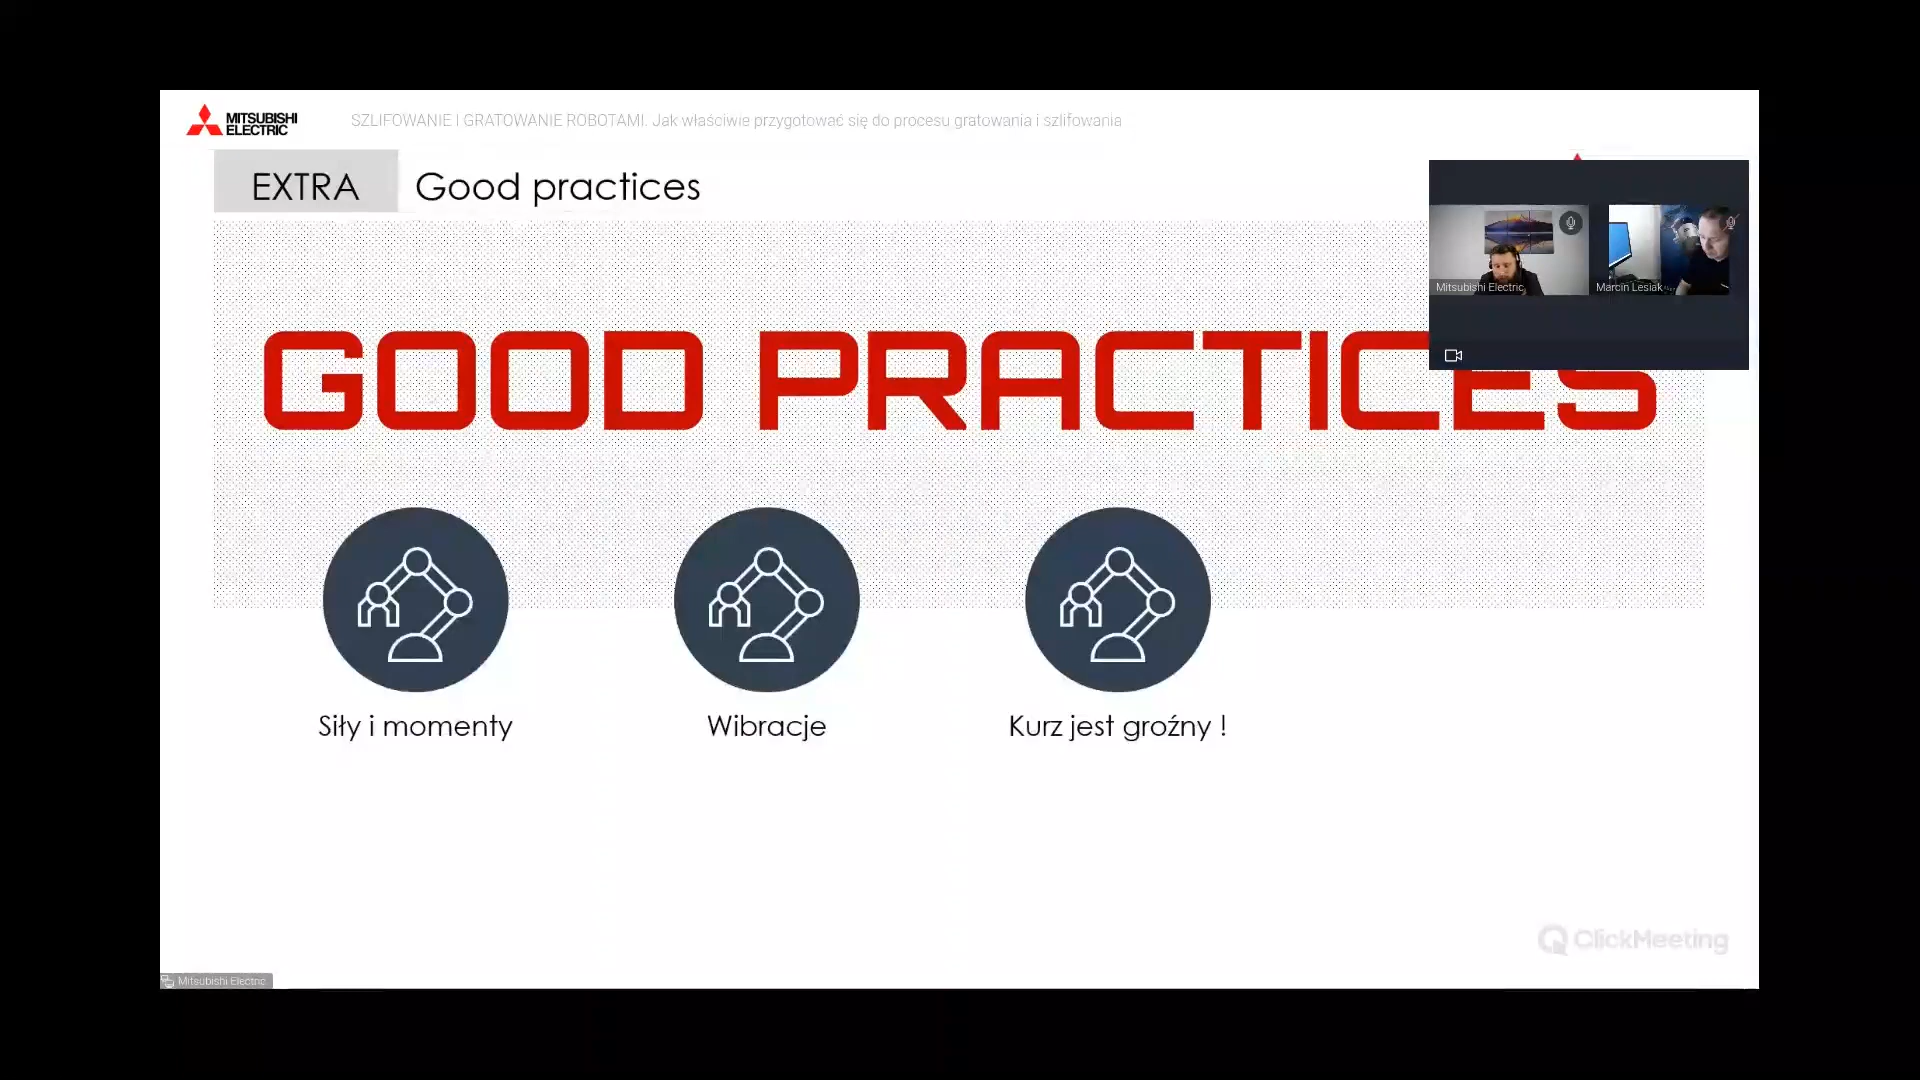 MITSUBISHI
ELECTRIC
SZLIFOWANIE I GRATOWANIE ROBOTAMI. Jak właściwie przygotować się do procesu gratowania i szlifowania
EXTRA Good practices
Mitsubishi Electric
Marcin Lesiak
GOOD PRACTICES
Siły i momenty
Wibracje
Kurz jest groźny !
ClickMeeting
Mitsubishi Electric